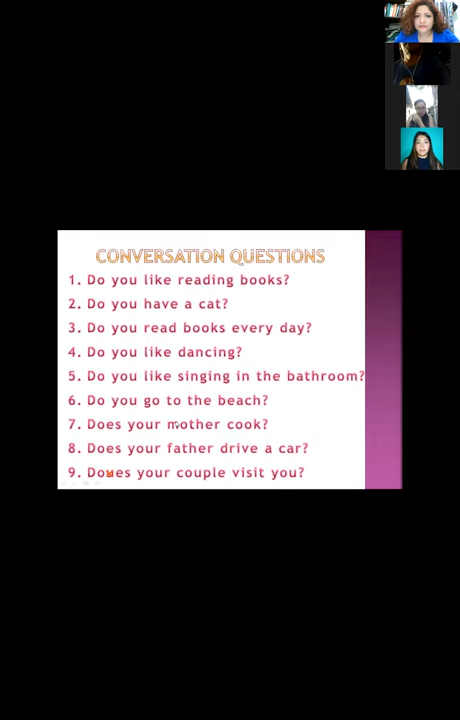 CONVERSATION QUESTIONS
1. Do you like reading books?
2. Do you have a cat?
3. Do you read books every day?
4. Do you like dancing?
5. Do you like singing in the bathroom?
6. Do you go to the beach?
7. Does your mother cook?
8. Does your father drive a car?
9. Doues your couple visit you?